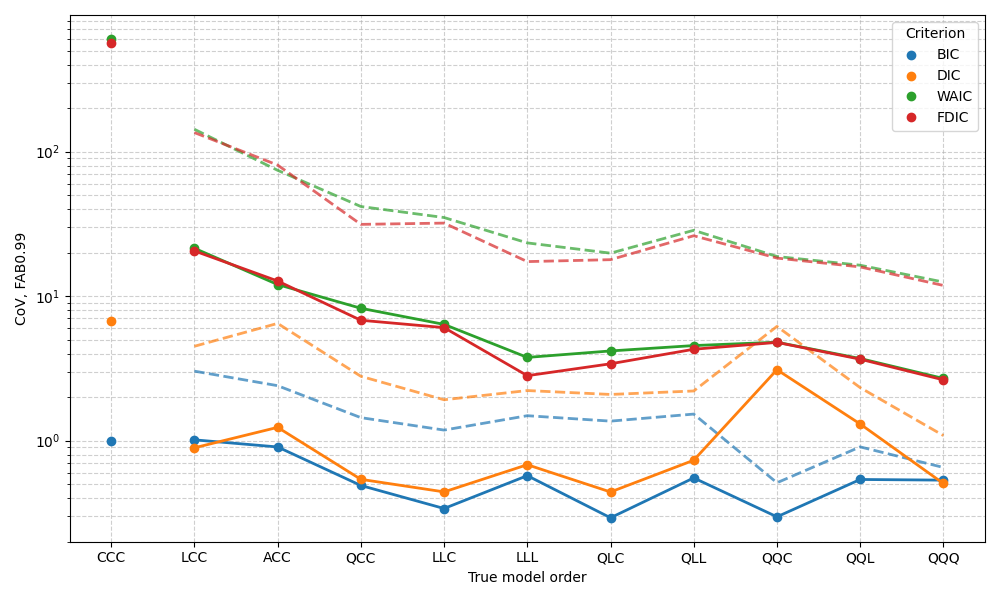 Criterion
BIC
DIC
WAIC
FDIC
CoV, FAB0.99
10²
10¹
10⁰
CCC LCC ACC QCC LLC LLL QLC QLL QQC QQL QQQ
True model order